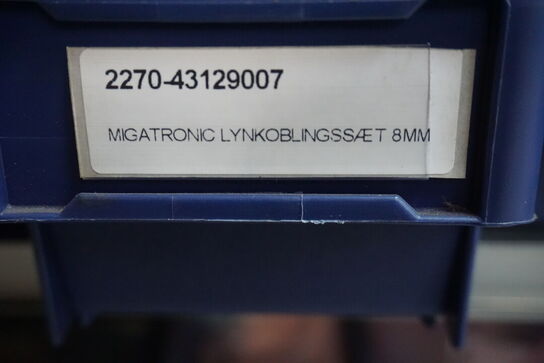 2270-43129007
MIGATRONIC LYNKOBLINGSSÆT 8MM